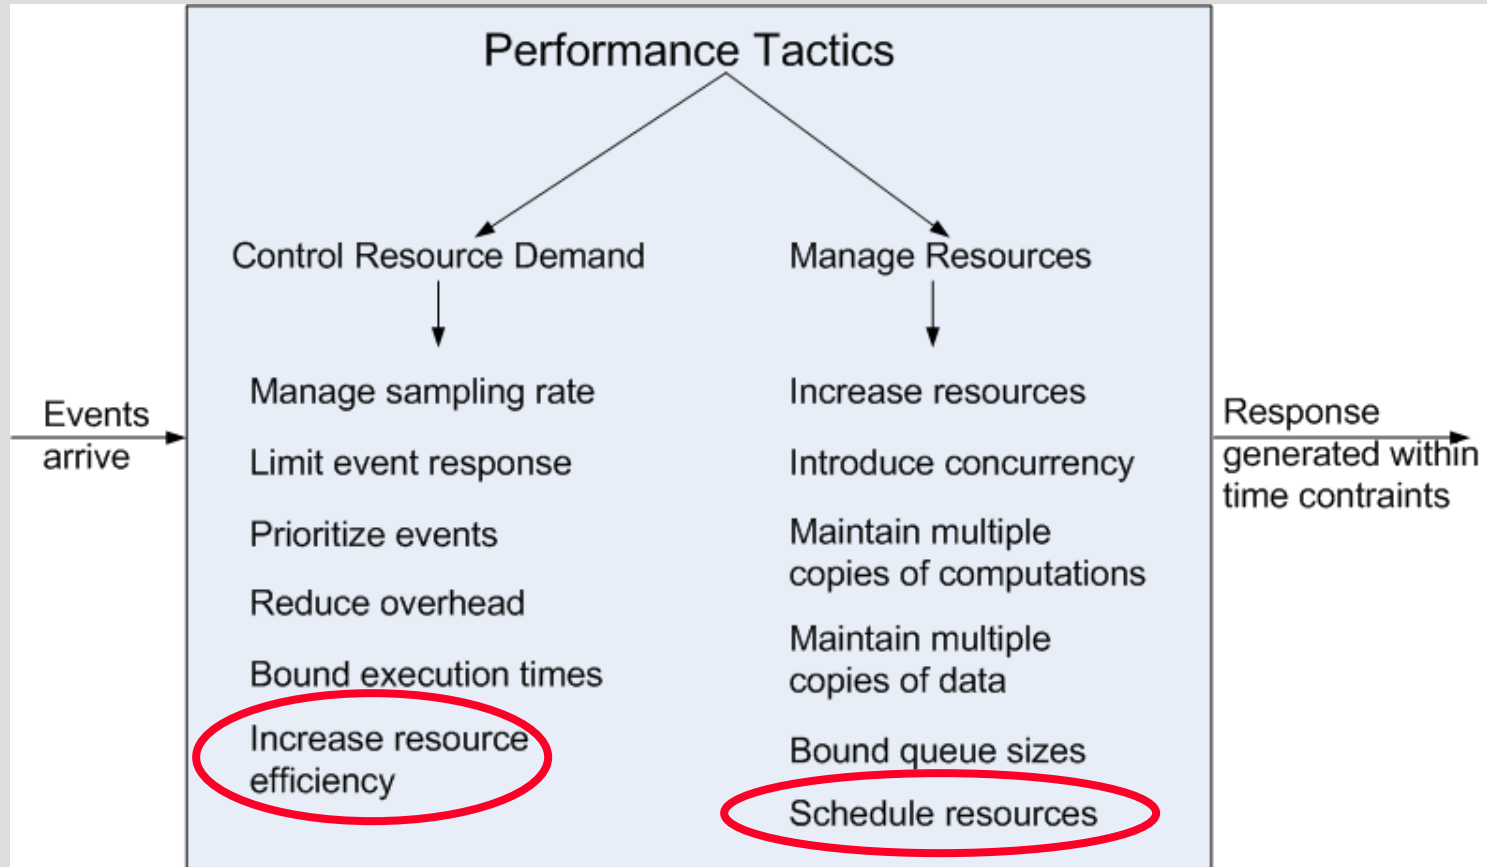 Performance Tactics
Control Resource Demand
Manage sampling rate
Limit event response
Prioritize events
Reduce overhead
Bound execution times
Increase resource
efficiency
Manage Resources
Increase resources
Introduce concurrency
Maintain multiple
copies of computations
Maintain multiple
copies of data
Bound queue sizes
Schedule resources
Events
arrive
Response
generated within
time contraints